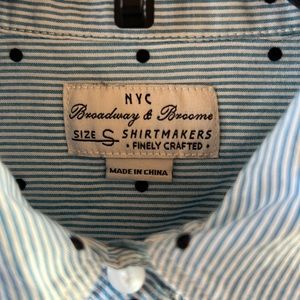 NYC
Broadway & Broome
SIZE S SHIRTMAKERS
• FINELY CRAFTED •
MADE IN CHINA